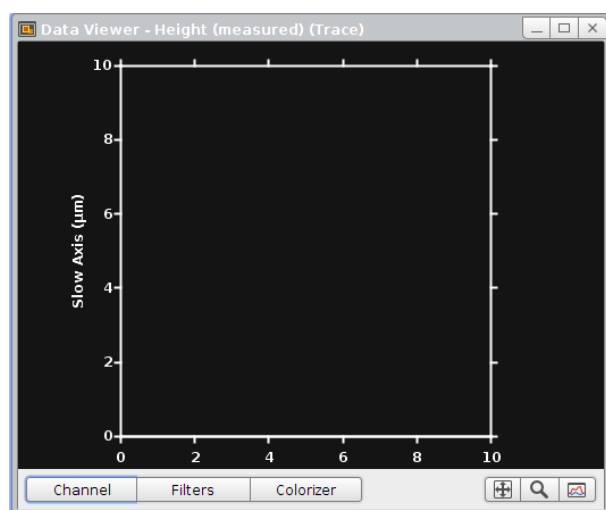 Data Viewer - Height (measured) (Trace)
10
8
6
4
2
0
Slow Axis (µm)
0 2 4 6 8 10
Channel Filters Colorizer